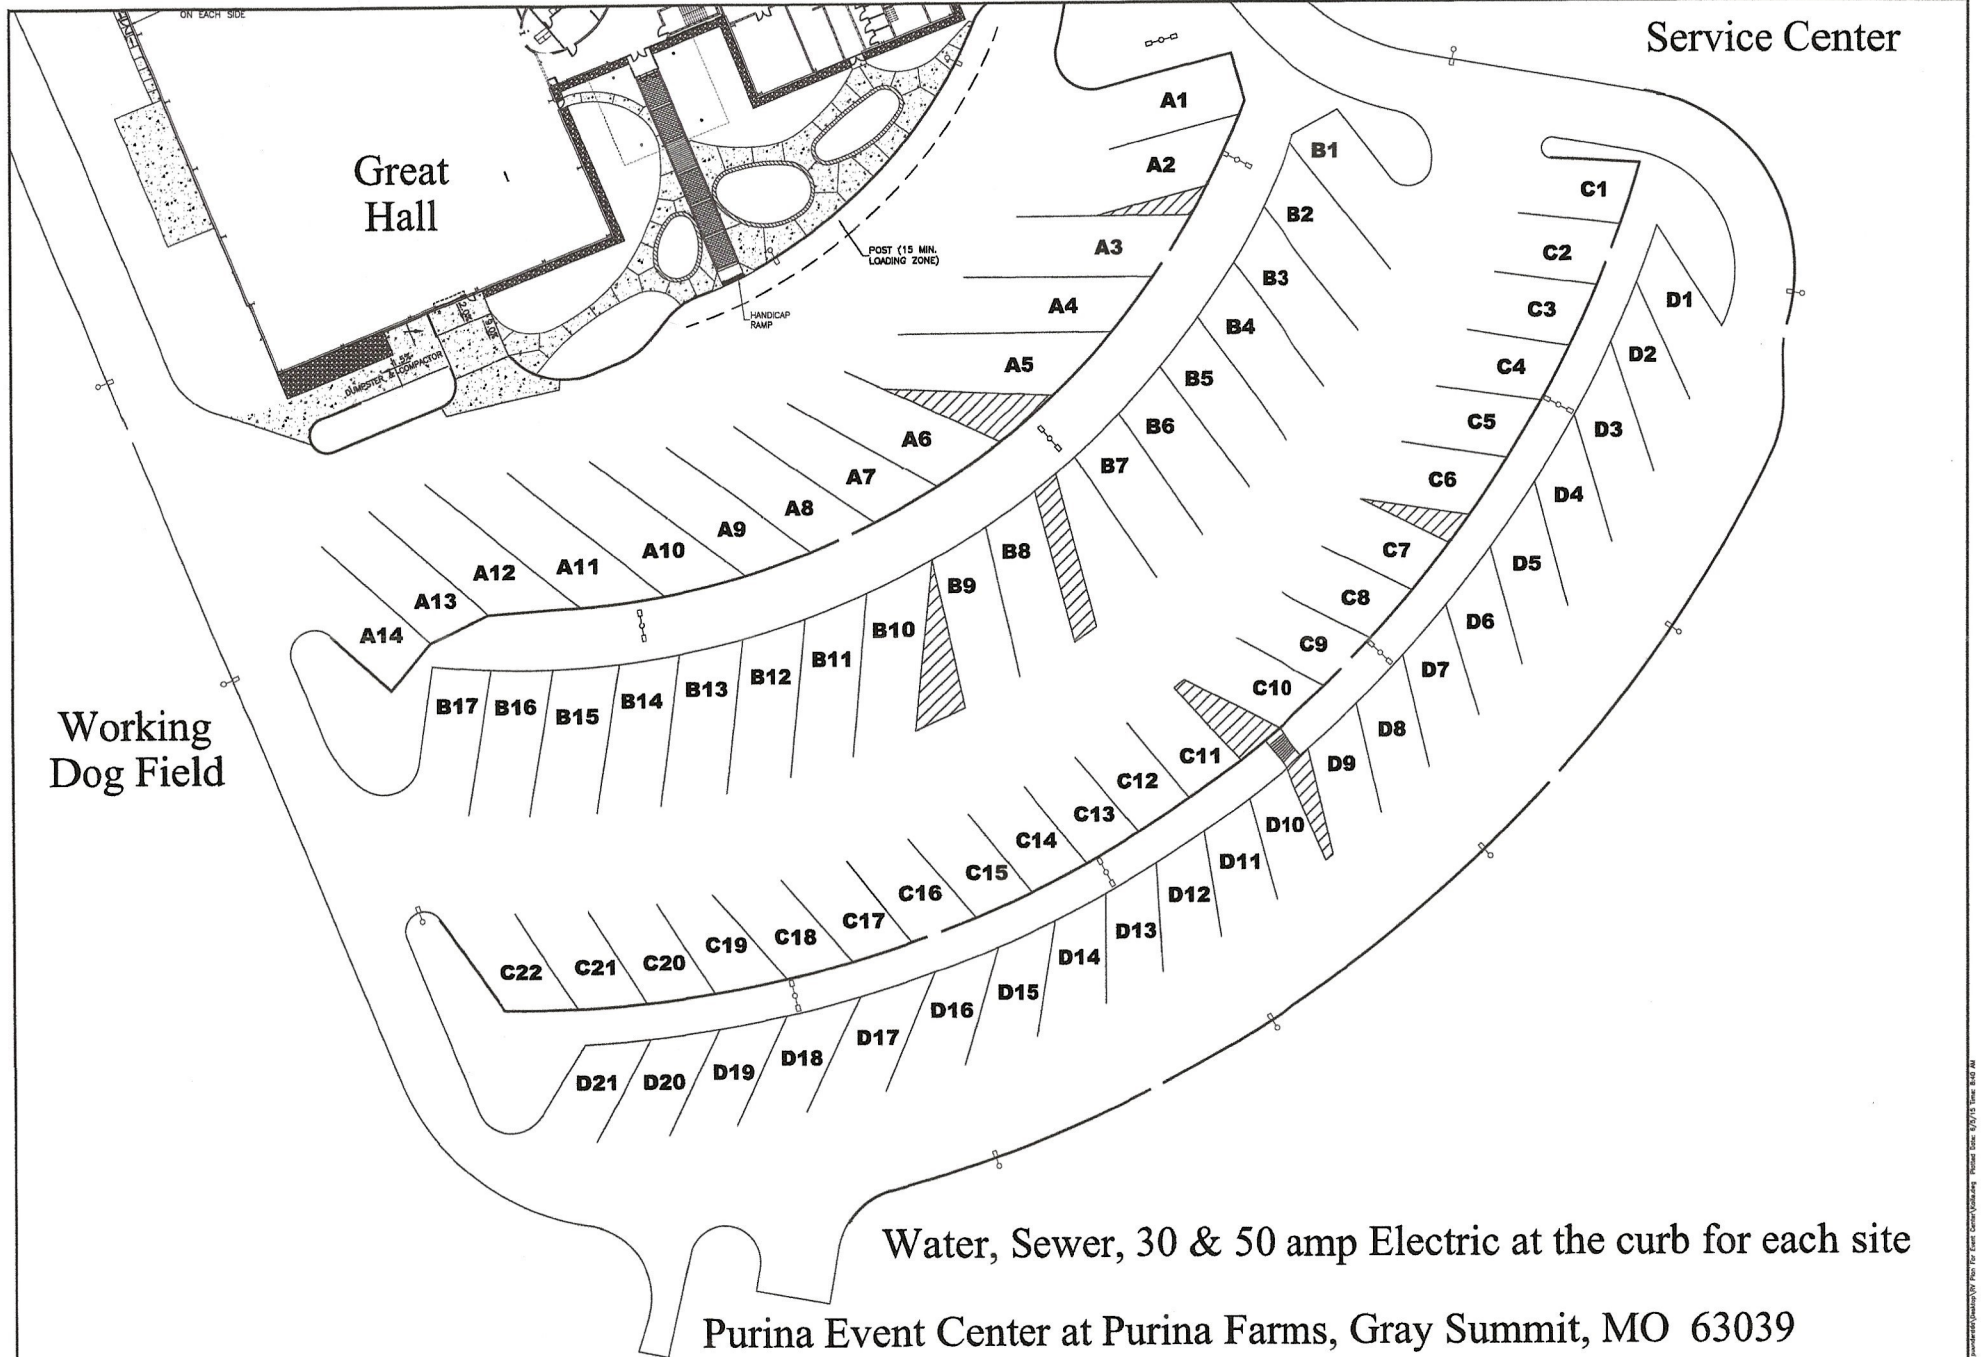 ON EACH SIDE
Service Center
Great
Hall
POST (15 MIN.
LOADING ZONE)
HANDICAP
RAMP
DUMPSTER & COMPACTOR
1.5%
A1
A2
A3
A4
A5
A6
A7
A8
A9
A10
A11
A12
A13
A14
B1
B2
B3
B4
B5
B6
B7
B8
B9
B10
B11
B12
B13
B14
B15
B16
B17
C1
C2
C3
C4
C5
C6
C7
C8
C9
C10
C11
C12
C13
C14
C15
C16
C17
C18
C19
C20
C21
C22
D1
D2
D3
D4
D5
D6
D7
D8
D9
D10
D11
D12
D13
D14
D15
D16
D17
D18
D19
D20
D21
Working
Dog Field
Water, Sewer, 30 & 50 amp Electric at the curb for each site
Purina Event Center at Purina Farms, Gray Summit, MO 63039